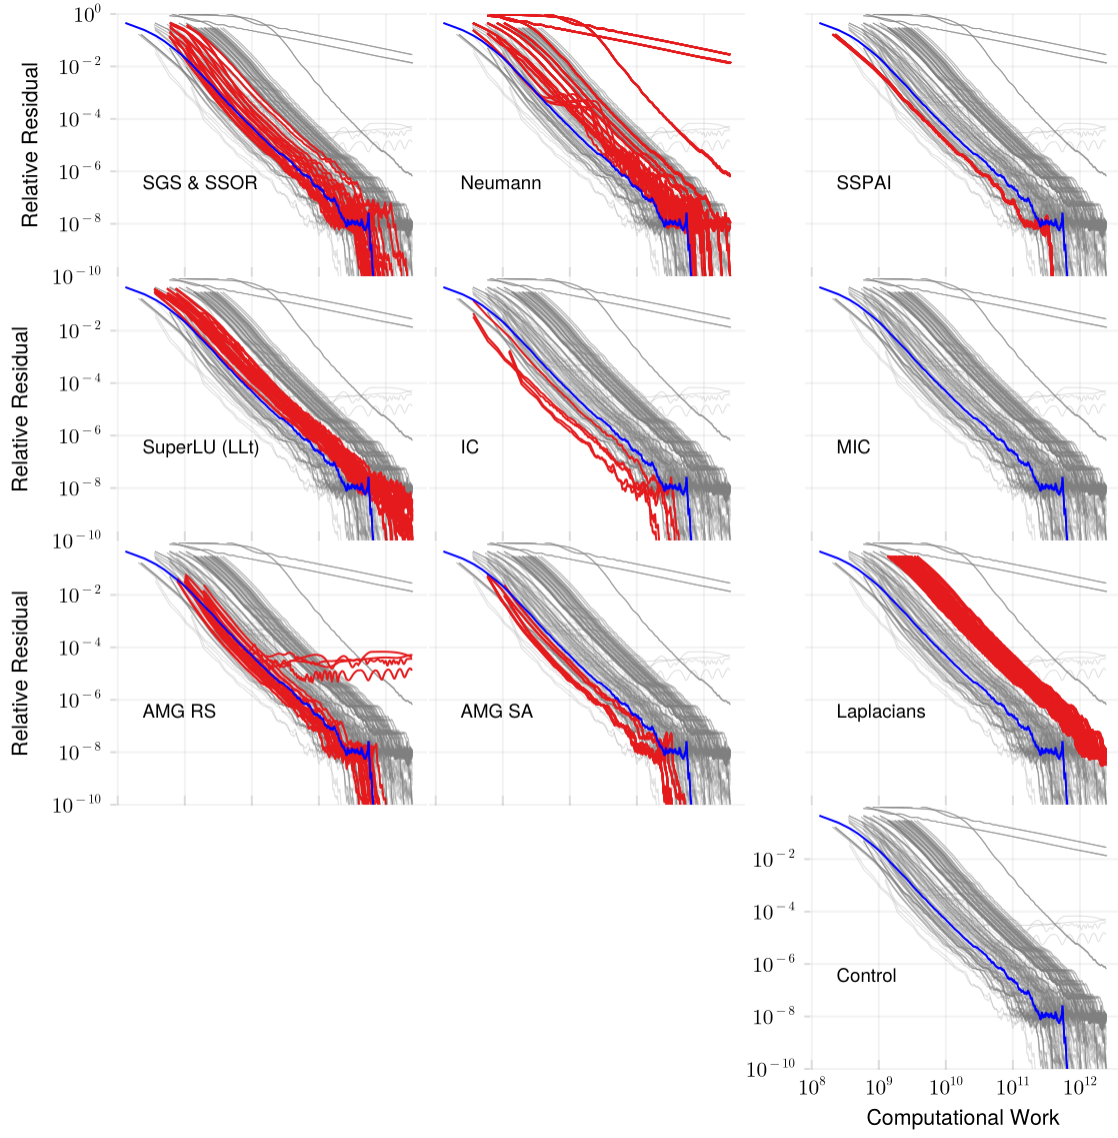 Relative Residual
10^0
10^-2
10^-4
10^-6
10^-8
10^-10
SGS & SSOR
Neumann
SSPAI
Relative Residual
10^-2
10^-4
10^-6
10^-8
10^-10
SuperLU (LLt)
IC
MIC
Relative Residual
10^-2
10^-4
10^-6
10^-8
10^-10
AMG RS
AMG SA
Laplacians
10^-2
10^-4
10^-6
10^-8
10^-10
Control
10^8 10^9 10^10 10^11 10^12
Computational Work